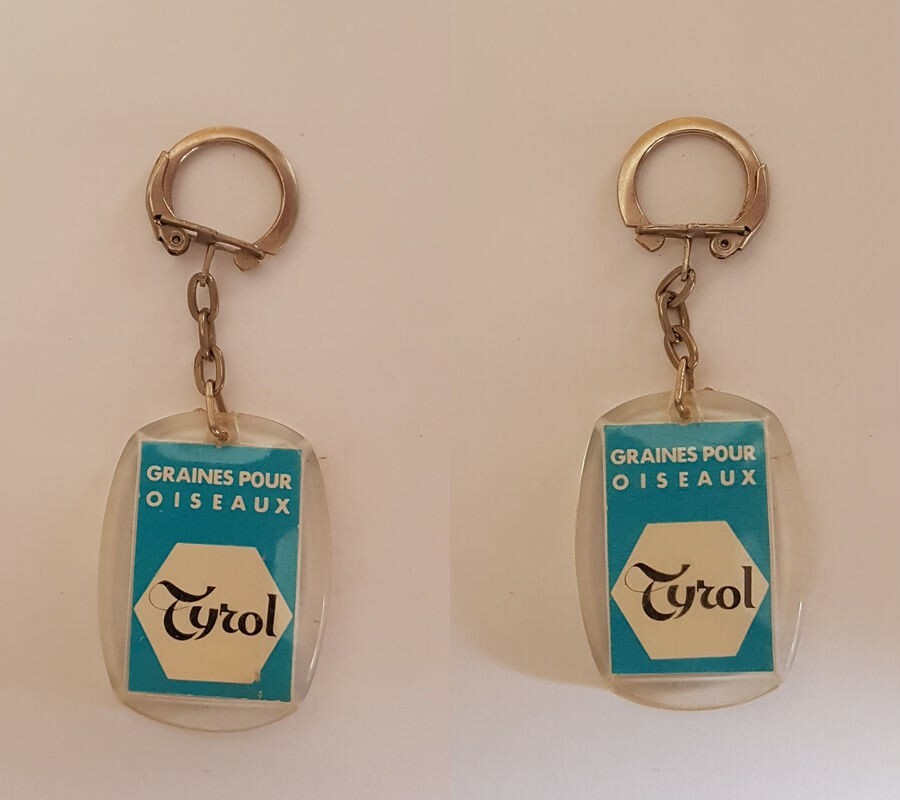 GRAINES POUR
OISEAUX
Tyrol
GRAINES POUR
OISEAUX
Tyrol